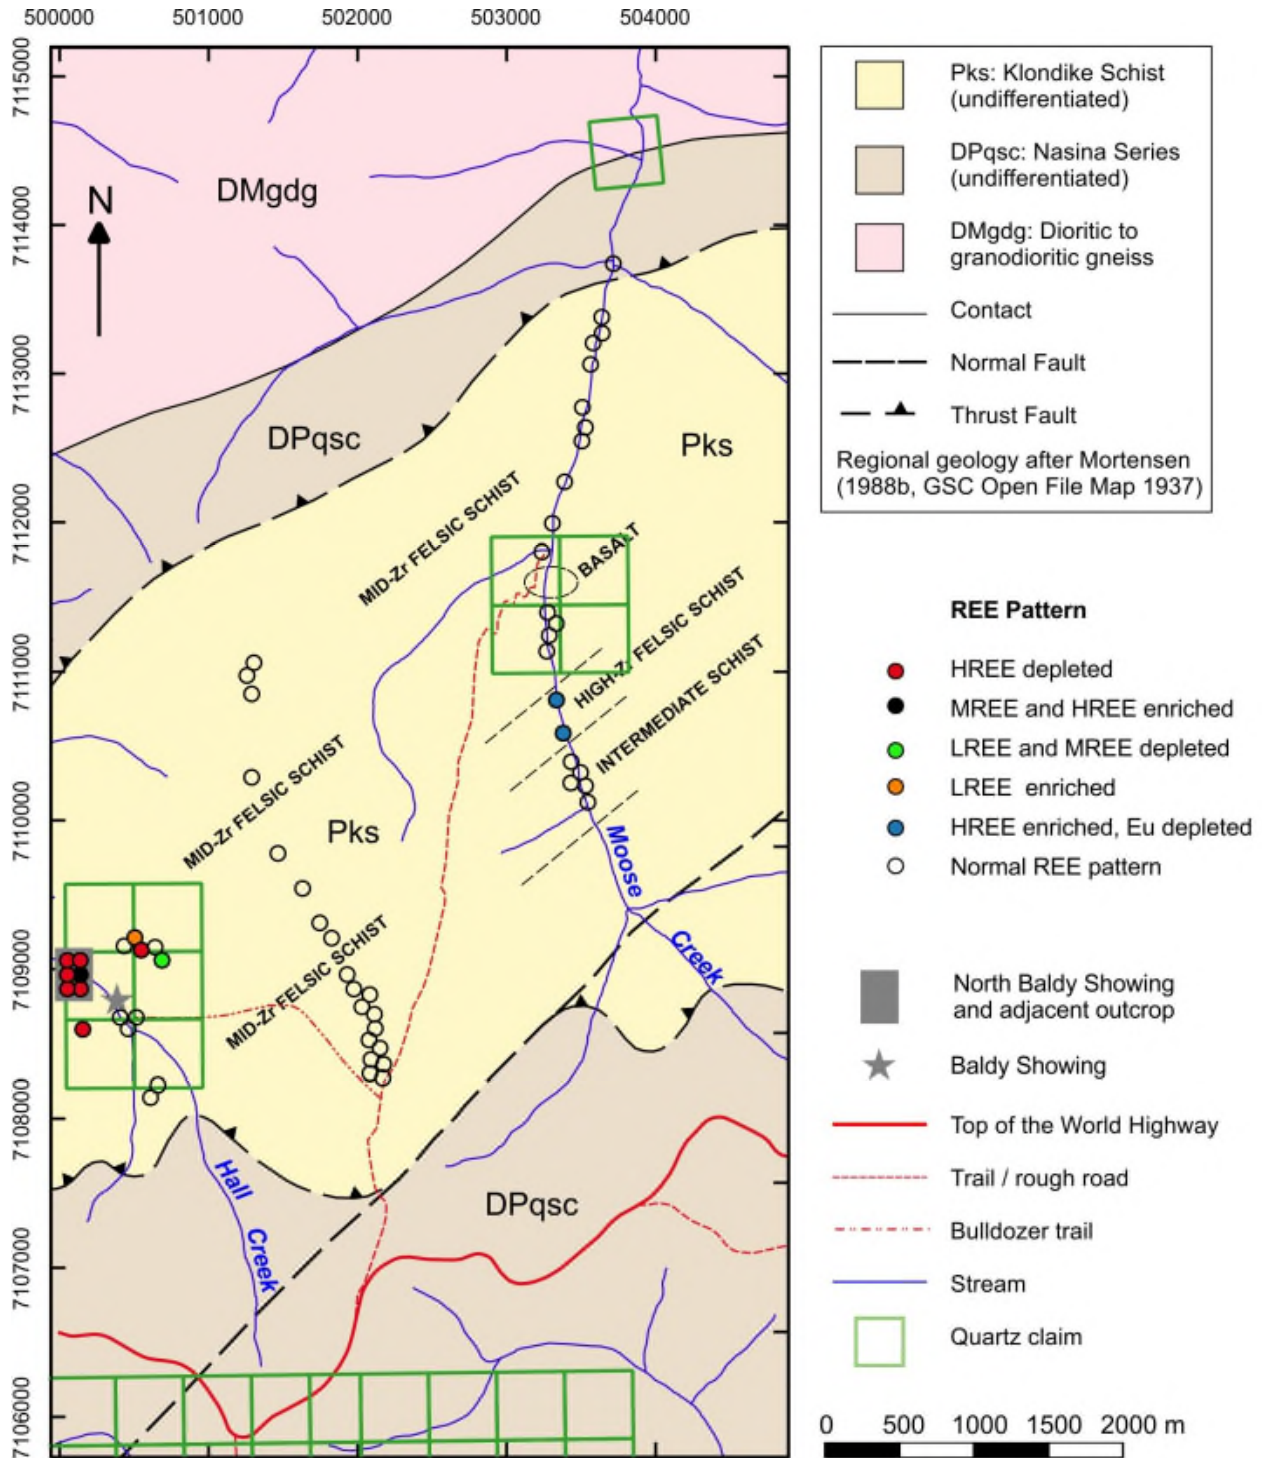 500000 501000 502000 503000 504000
7115000
7114000
7113000
7112000
7111000
7110000
7109000
7108000
7107000
7106000
DMgdg
N
DPqsc
Pks
MID-Zr FELSIC SCHIST
BASALT
HIGH-Zr FELSIC SCHIST
INTERMEDIATE SCHIST
MID-Zr FELSIC SCHIST
Pks
Moose
Creek
MID-Zr FELSIC SCHIST
Hall
Creek
DPqsc
Pks: Klondike Schist
(undifferentiated)
DPqsc: Nasina Series
(undifferentiated)
DMgdg: Dioritic to
granodioritic gneiss
Contact
Normal Fault
Thrust Fault
Regional geology after Mortensen
(1988b, GSC Open File Map 1937)
REE Pattern
HREE depleted
MREE and HREE enriched
LREE and MREE depleted
LREE enriched
HREE enriched, Eu depleted
Normal REE pattern
North Baldy Showing
and adjacent outcrop
Baldy Showing
Top of the World Highway
Trail / rough road
Bulldozer trail
Stream
Quartz claim
0 500 1000 1500 2000 m